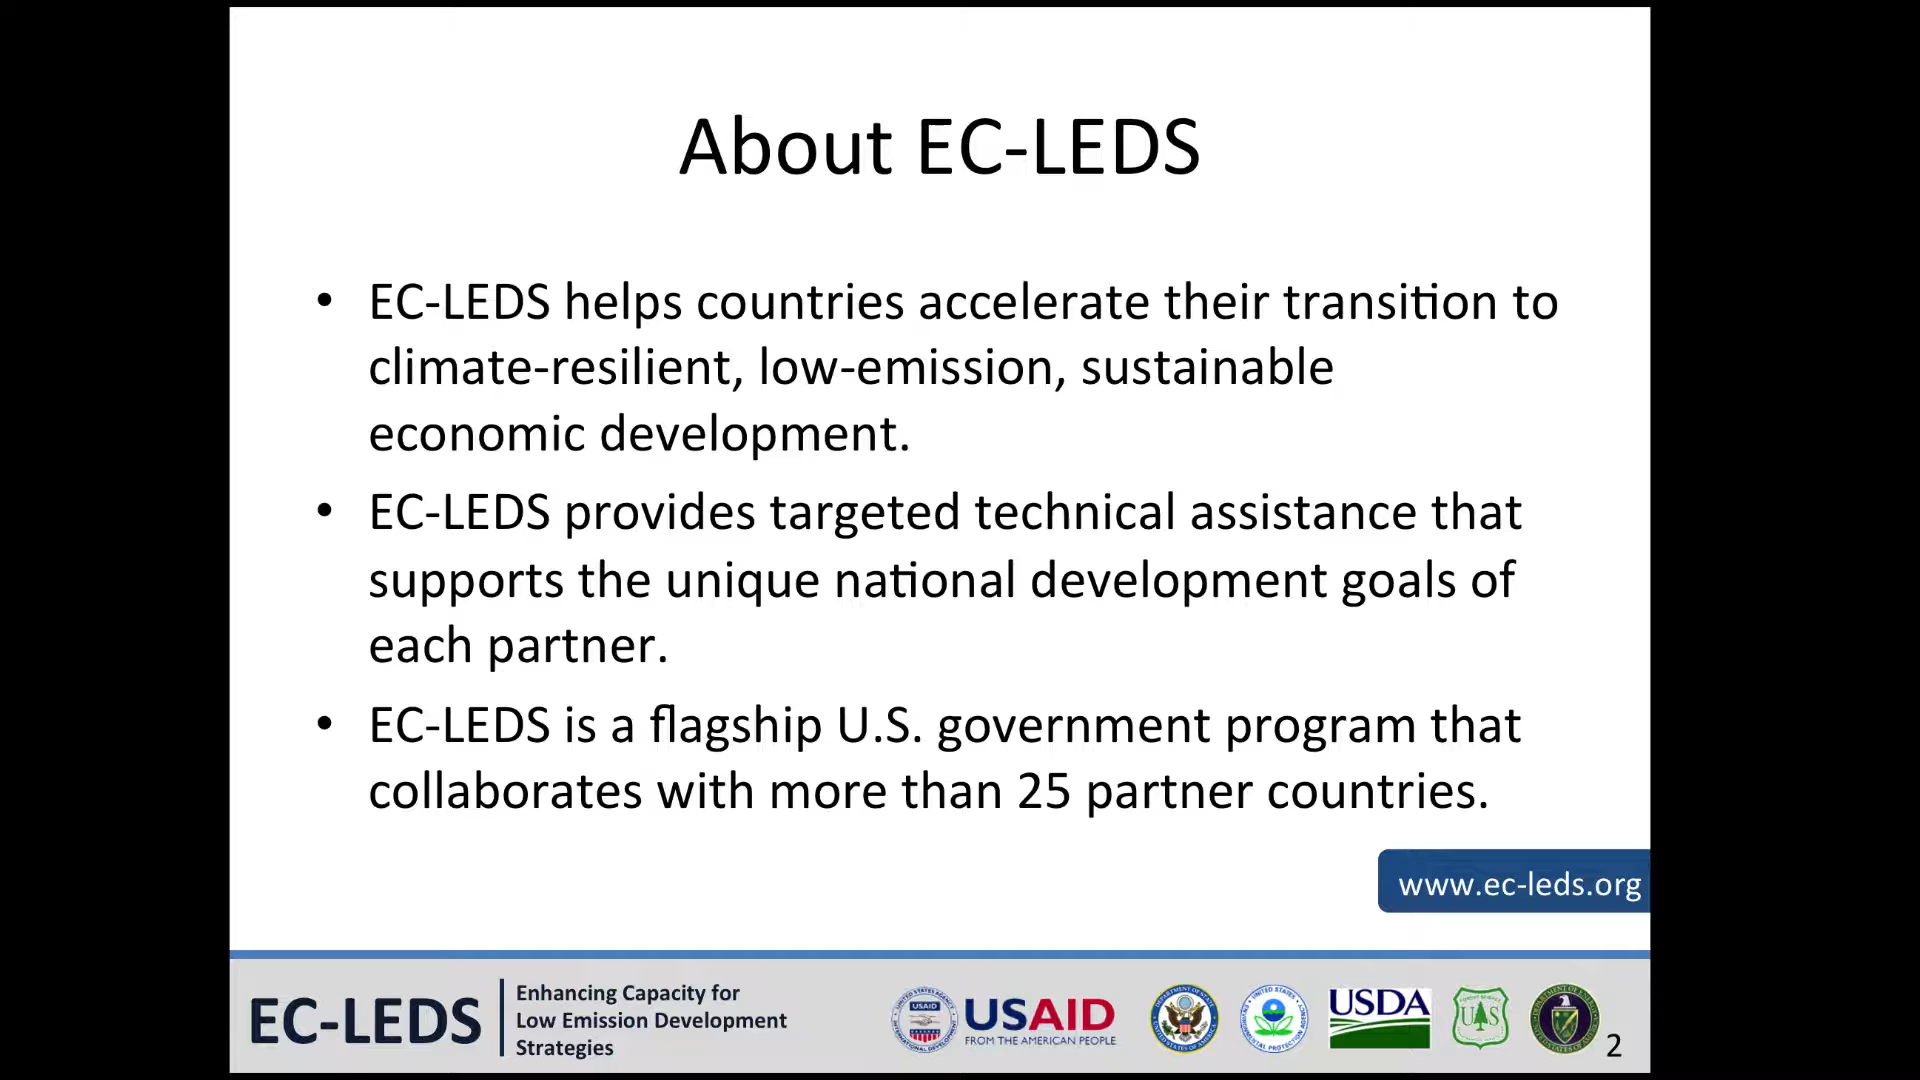 About EC-LEDS
• EC-LEDS helps countries accelerate their transition to
climate-resilient, low-emission, sustainable
economic development.
• EC-LEDS provides targeted technical assistance that
supports the unique national development goals of
each partner.
• EC-LEDS is a flagship U.S. government program that
collaborates with more than 25 partner countries.
www.ec-leds.org
EC-LEDS
Enhancing Capacity for
Low Emission Development
Strategies
USAID
USAID
FROM THE AMERICAN PEOPLE
USDA
FOREST SERVICE
U S
2